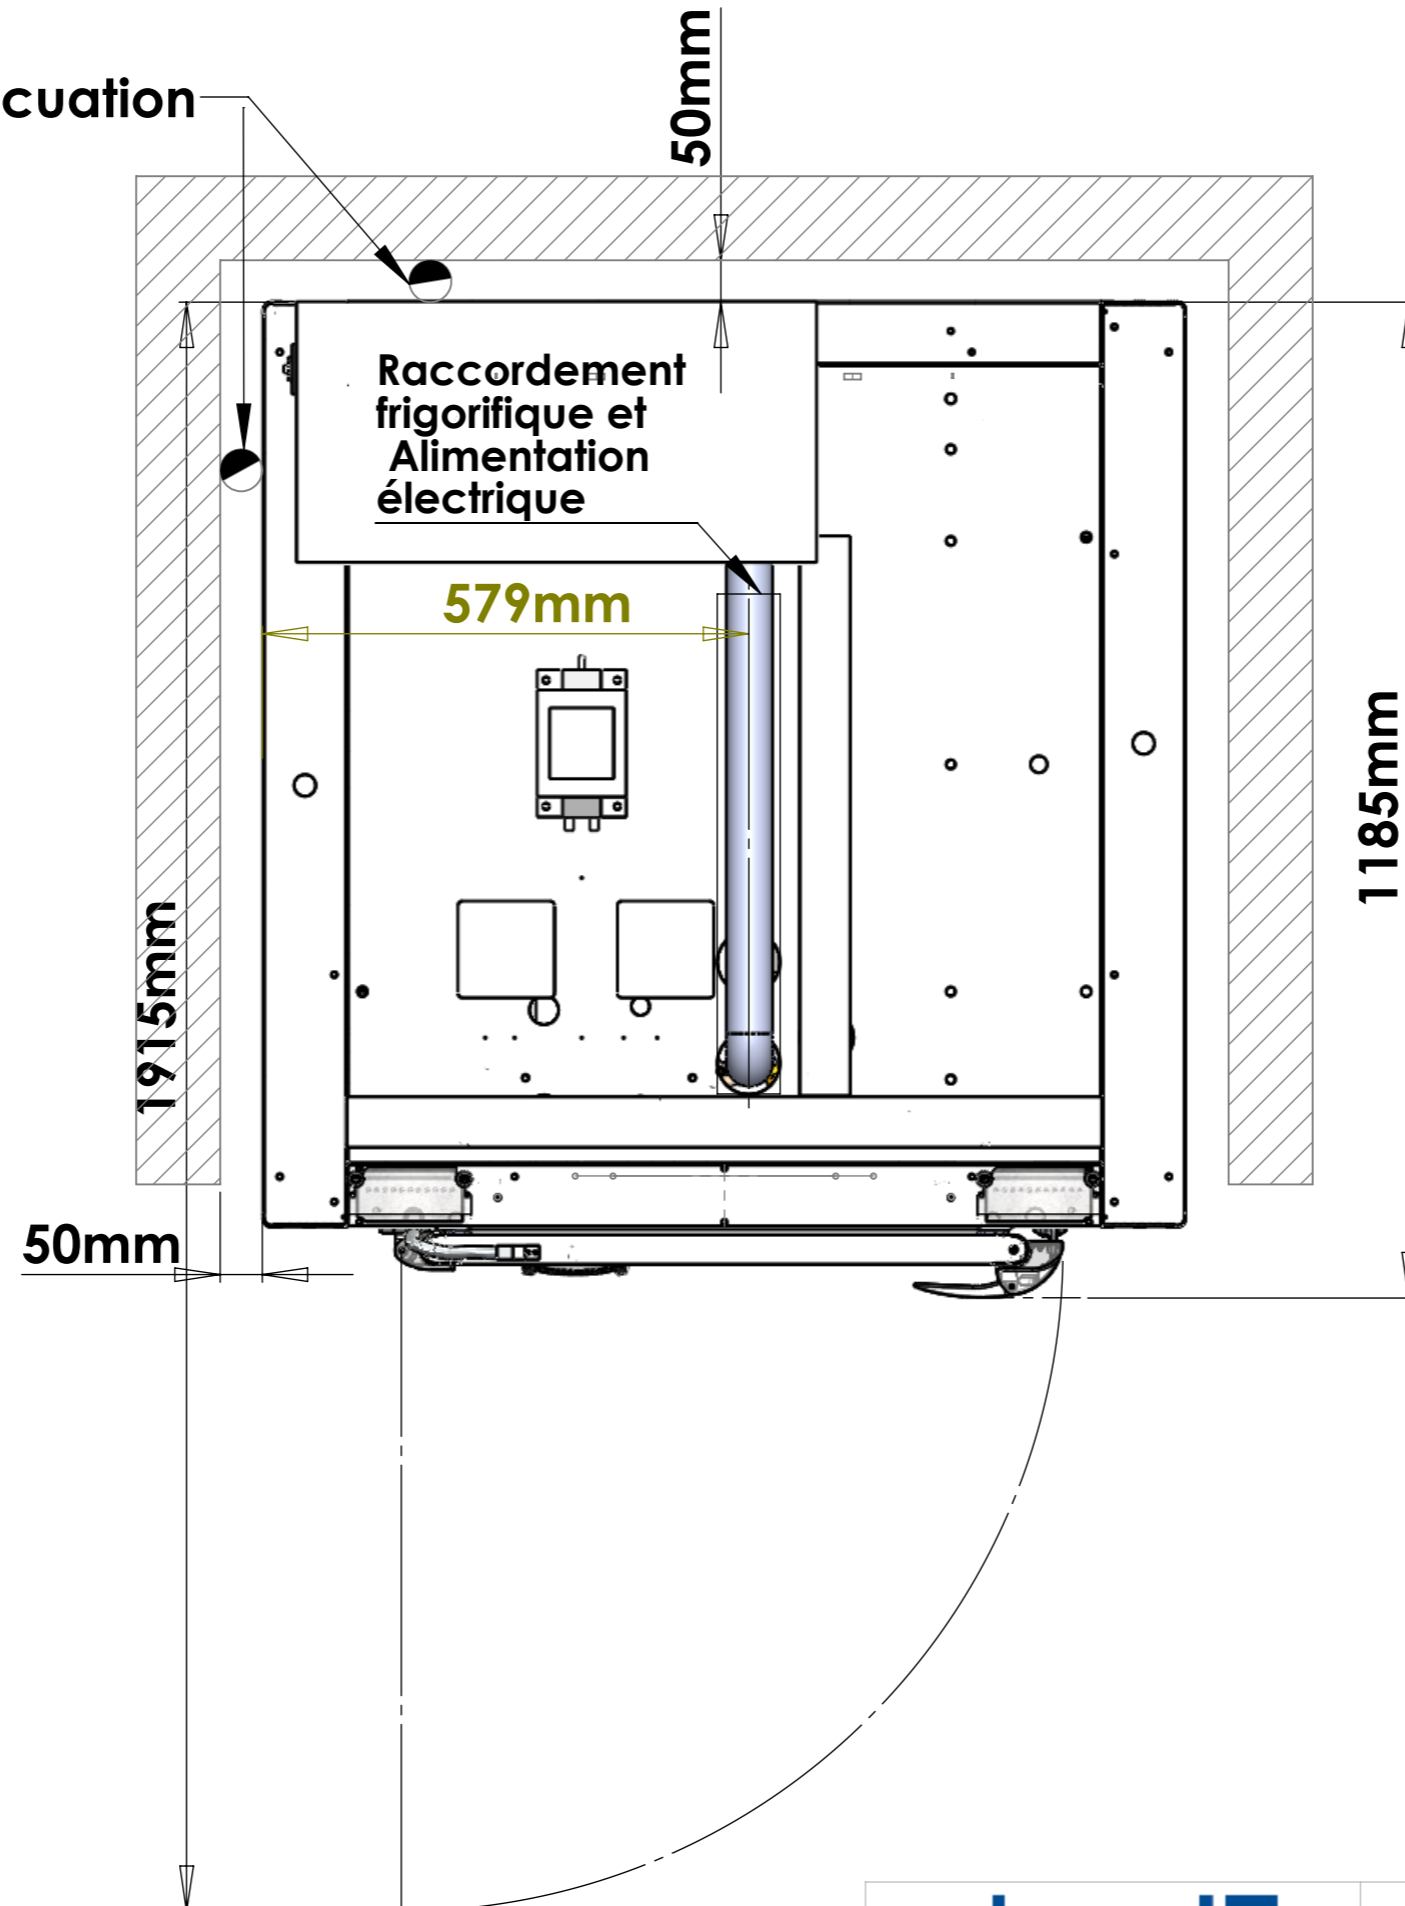 cuation
50mm
Raccordement
frigorifique et
Alimentation
électrique
579mm
1185mm
1915mm
50mm